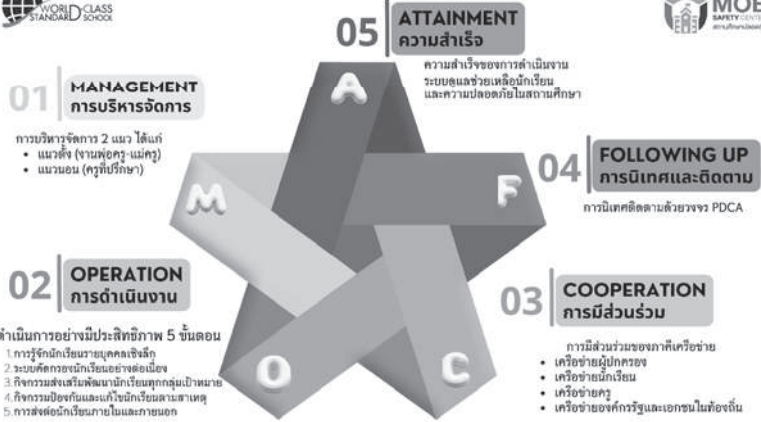 WORLD-CLASS
STANDARD SCHOOL
MOE
SAFETY CENTER
01
MANAGEMENT
การบริหารจัดการ
การบริหารจัดการ 2 แนว ได้แก่
• แนวตั้ง (งานพ่อครู-แม่ครู)
• แนวนอน (ครูที่ปรึกษา)
02
OPERATION
การดำเนินงาน
ดำเนินการอย่างมีประสิทธิภาพ 5 ขั้นตอน
1.การรู้จักนักเรียนรายบุคคลเชิงลึก
2.ระบบคัดกรองนักเรียนอย่างต่อเนื่อง
3.กิจกรรมส่งเสริมพัฒนานักเรียนทุกกลุ่มเป้าหมาย
4.กิจกรรมป้องกันและแก้ไขนักเรียนตามสาเหตุ
5.การส่งต่อนักเรียนภายในและภายนอก
03
COOPERATION
การมีส่วนร่วม
การมีส่วนร่วมของภาคีเครือข่าย
• เครือข่ายผู้ปกครอง
• เครือข่ายนักเรียน
• เครือข่ายครู
• เครือข่ายองค์กรรัฐและเอกชนในท้องถิ่น
04
FOLLOWING UP
การนิเทศและติดตาม
การนิเทศติดตามด้วยวงจร PDCA
05
ATTAINMENT
ความสำเร็จ
ความสำเร็จของการดำเนินงาน
ระบบดูแลช่วยเหลือนักเรียน
และความปลอดภัยในสถานศึกษา
A
M
F
O
C